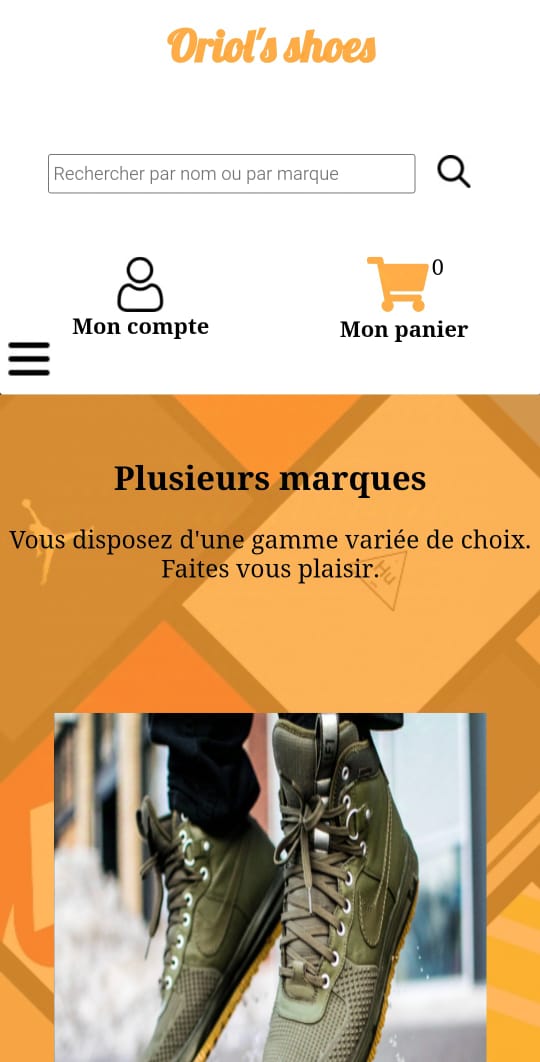 Oriol's shoes
Rechercher par nom ou par marque
0
Mon compte
Mon panier
Plusieurs marques
Vous disposez d'une gamme variée de choix.
Faites vous plaisir.
Hu